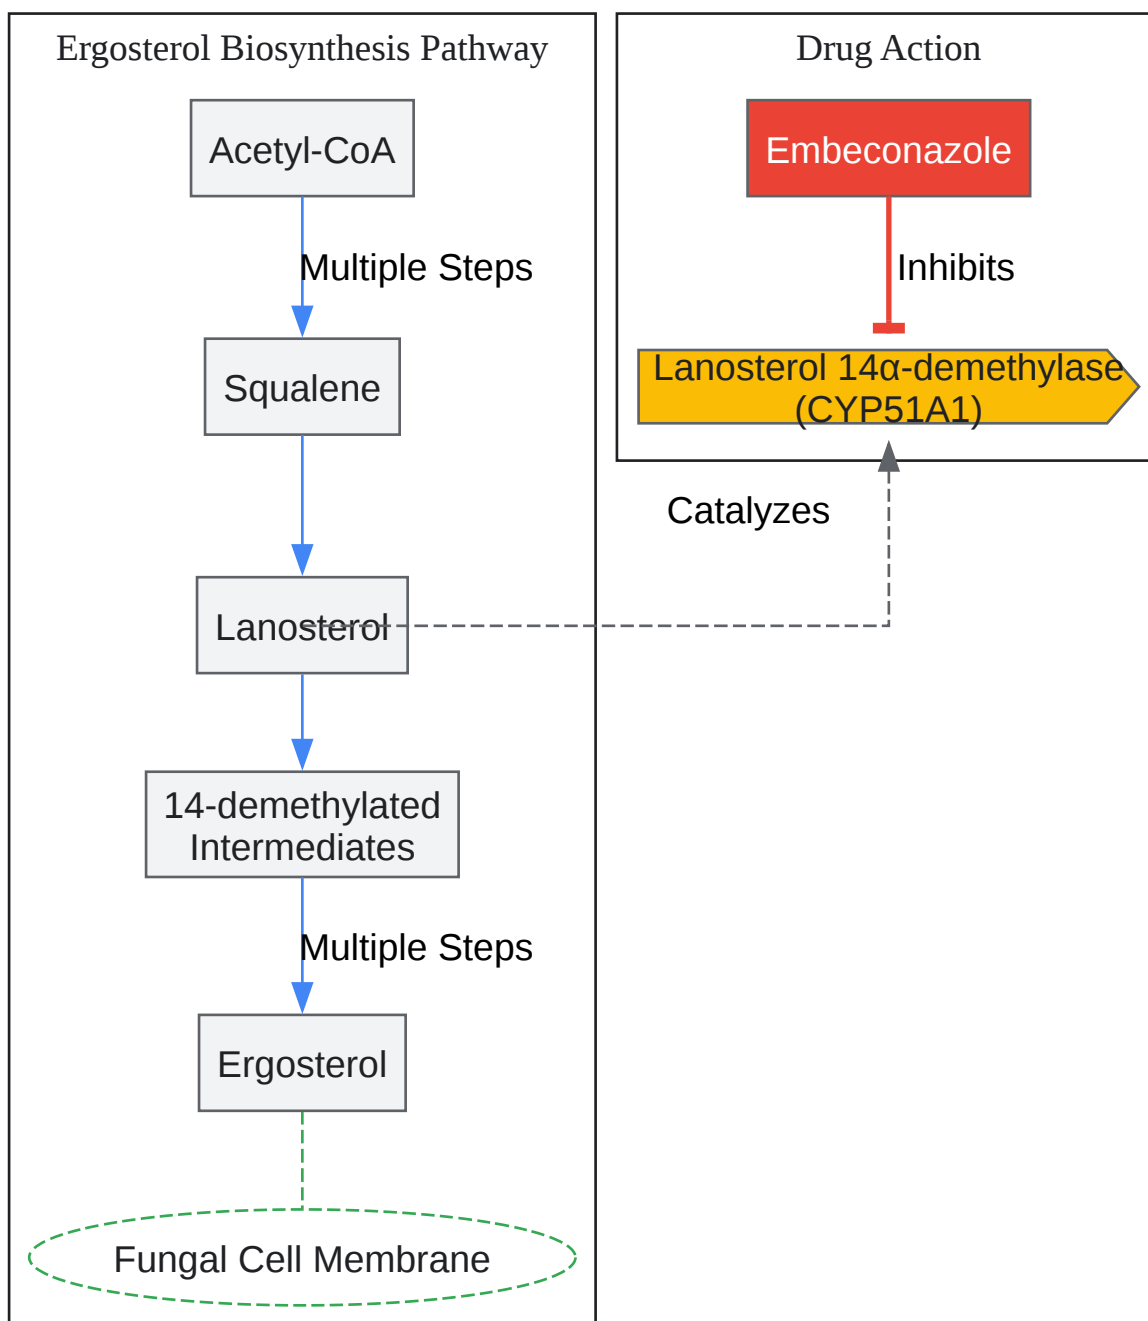 Ergosterol Biosynthesis Pathway
Acetyl-CoA
Multiple Steps
Squalene
Lanosterol
14-demethylated
Intermediates
Multiple Steps
Ergosterol
Fungal Cell Membrane
Drug Action
Embeconazole
Inhibits
Lanosterol 14α-demethylase
(CYP51A1)
Catalyzes